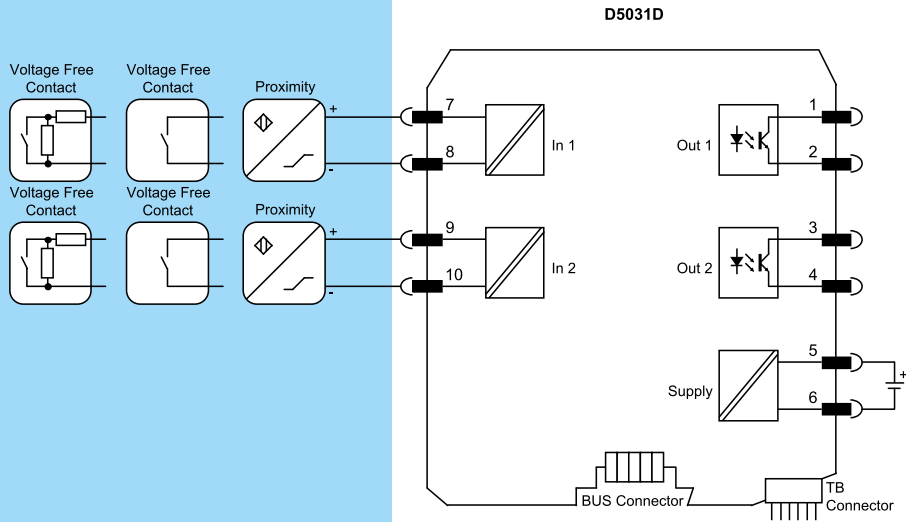 D5031D
Voltage Free
Contact
Voltage Free
Contact
Proximity
+
-
7
8
In 1
Out 1
1
2
Voltage Free
Contact
Voltage Free
Contact
Proximity
+
-
9
10
In 2
Out 2
3
4
Supply
5
6
+
BUS Connector
TB
Connector